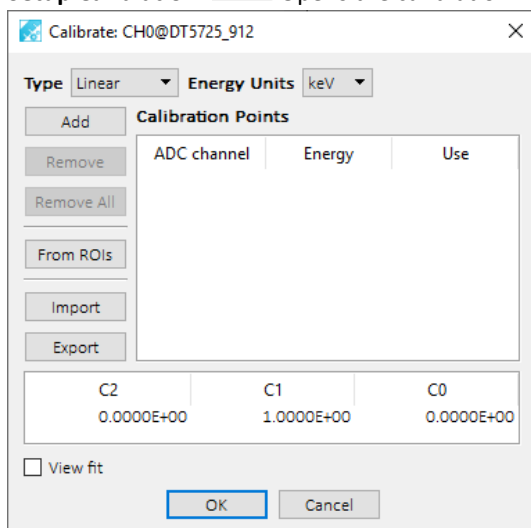 Calibrate: CH0@DT5725_912
Type Linear Energy Units keV
Add Calibration Points
ADC channel Energy Use
Remove
Remove All
From ROIs
Import
Export
C2 C1 C0
0.0000E+00 1.0000E+00 0.0000E+00
View fit
OK Cancel